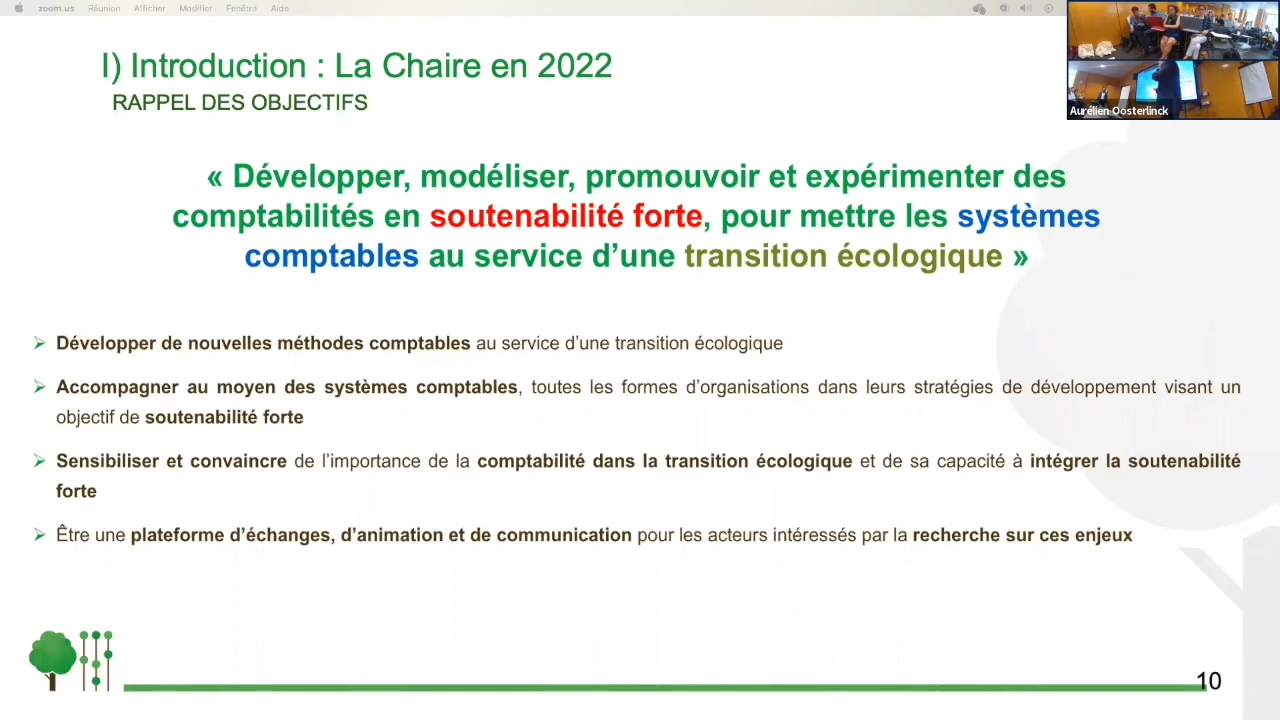 zoom.us Réunion Afficher Modifier Fenêtre Aide
Aurélien Oosterlinck
I) Introduction : La Chaire en 2022
RAPPEL DES OBJECTIFS
« Développer, modéliser, promouvoir et expérimenter des
comptabilités en soutenabilité forte, pour mettre les systèmes
comptables au service d’une transition écologique »
Développer de nouvelles méthodes comptables au service d’une transition écologique
Accompagner au moyen des systèmes comptables, toutes les formes d’organisations dans leurs stratégies de développement visant un
objectif de soutenabilité forte
Sensibiliser et convaincre de l’importance de la comptabilité dans la transition écologique et de sa capacité à intégrer la soutenabilité
forte
Être une plateforme d’échanges, d’animation et de communication pour les acteurs intéressés par la recherche sur ces enjeux
10